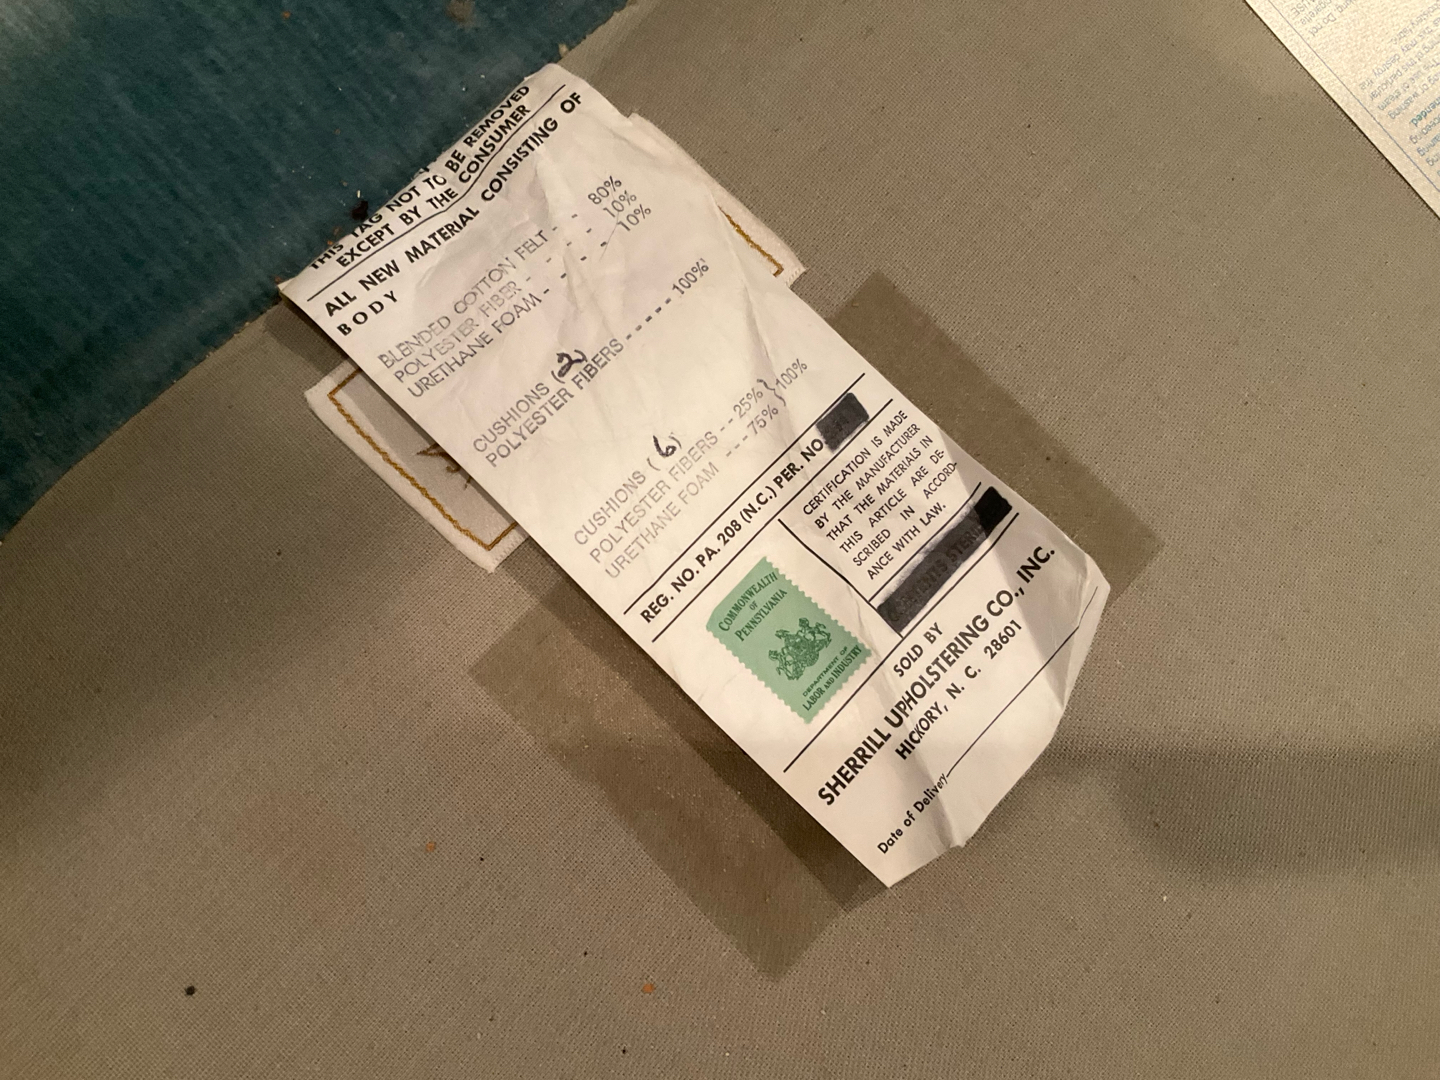 THIS TAG NOT TO BE REMOVED
EXCEPT BY THE CONSUMER
ALL NEW MATERIAL CONSISTING OF
BODY
BLENDED COTTON FELT - - 80%
POLYESTER FIBER - - - - 10%
URETHANE FOAM - - - - 10%
CUSHIONS (2)
POLYESTER FIBERS ------ 100%
CUSHIONS (6)
POLYESTER FIBERS -- 25% } 100%
URETHANE FOAM --- 75%
REG. NO. PA. 208 (N.C.) PER. NO.
CERTIFICATION IS MADE
BY THE MANUFACTURER
THAT THE MATERIALS IN
THIS ARTICLE ARE DE-
SCRIBED IN ACCORD-
ANCE WITH LAW.
COMMONWEALTH
OF
PENNSYLVANIA
DEPARTMENT OF
LABOR AND INDUSTRY
SOLD BY
SHERRILL UPHOLSTERING CO., INC.
HICKORY, N. C. 28601
Date of Delivery